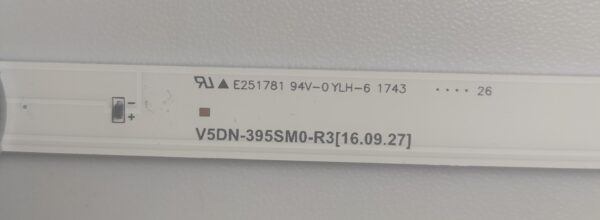 E251781 94V-0 YLH-6 1743 .... 26
V5DN-395SM0-R3[16.09.27]
- 
+